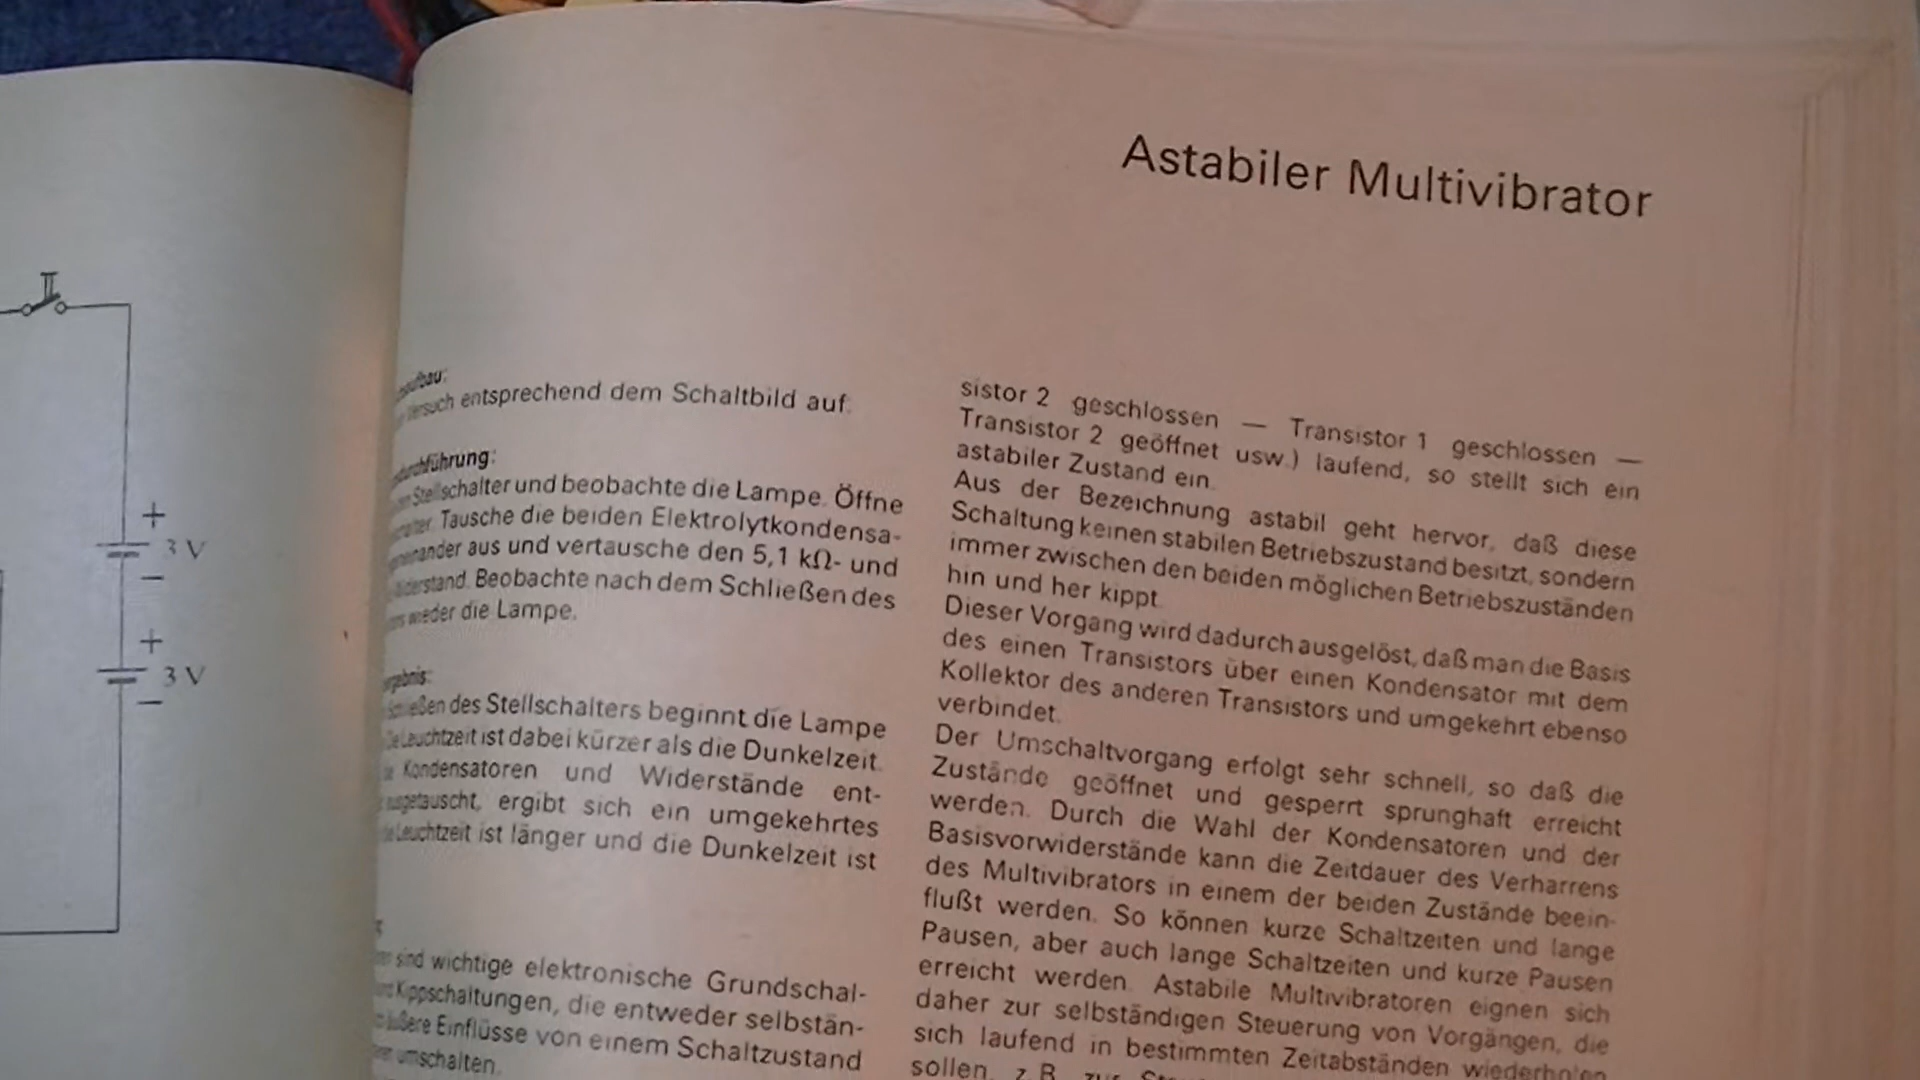 +
3 V
−
+
3 V
−
Astabiler Multivibrator
entsprechend dem Schaltbild auf.
durchführung:
Stellschalter und beobachte die Lampe. Öffne
Tausche die beiden Elektrolytkondensa-
aus und vertausche den 5,1 kΩ- und
Beobachte nach dem Schließen des
wieder die Lampe.
des Stellschalters beginnt die Lampe
Leuchtzeit ist dabei kürzer als die Dunkelzeit.
Kondensatoren und Widerstände ent-
ausgetauscht, ergibt sich ein umgekehrtes
Leuchtzeit ist länger und die Dunkelzeit ist
sind wichtige elektronische Grundschal-
Kippschaltungen, die entweder selbstän-
äußere Einflüsse von einem Schaltzustand
umschalten.
sistor 2 geschlossen — Transistor 1 geschlossen —
Transistor 2 geöffnet usw.) laufend, so stellt sich ein
astabiler Zustand ein.
Aus der Bezeichnung astabil geht hervor, daß diese
Schaltung keinen stabilen Betriebszustand besitzt, sondern
immer zwischen den beiden möglichen Betriebszuständen
hin und her kippt.
Dieser Vorgang wird dadurch ausgelöst, daß man die Basis
des einen Transistors über einen Kondensator mit dem
Kollektor des anderen Transistors und umgekehrt ebenso
verbindet.
Der Umschaltvorgang erfolgt sehr schnell, so daß die
Zustände geöffnet und gesperrt sprunghaft erreicht
werden. Durch die Wahl der Kondensatoren und der
Basisvorwiderstände kann die Zeitdauer des Verharrens
des Multivibrators in einem der beiden Zustände beein-
flußt werden. So können kurze Schaltzeiten und lange
Pausen, aber auch lange Schaltzeiten und kurze Pausen
erreicht werden. Astabile Multivibratoren eignen sich
daher zur selbständigen Steuerung von Vorgängen, die
sich laufend in bestimmten Zeitabständen wiederholen
sollen, z. B. zur